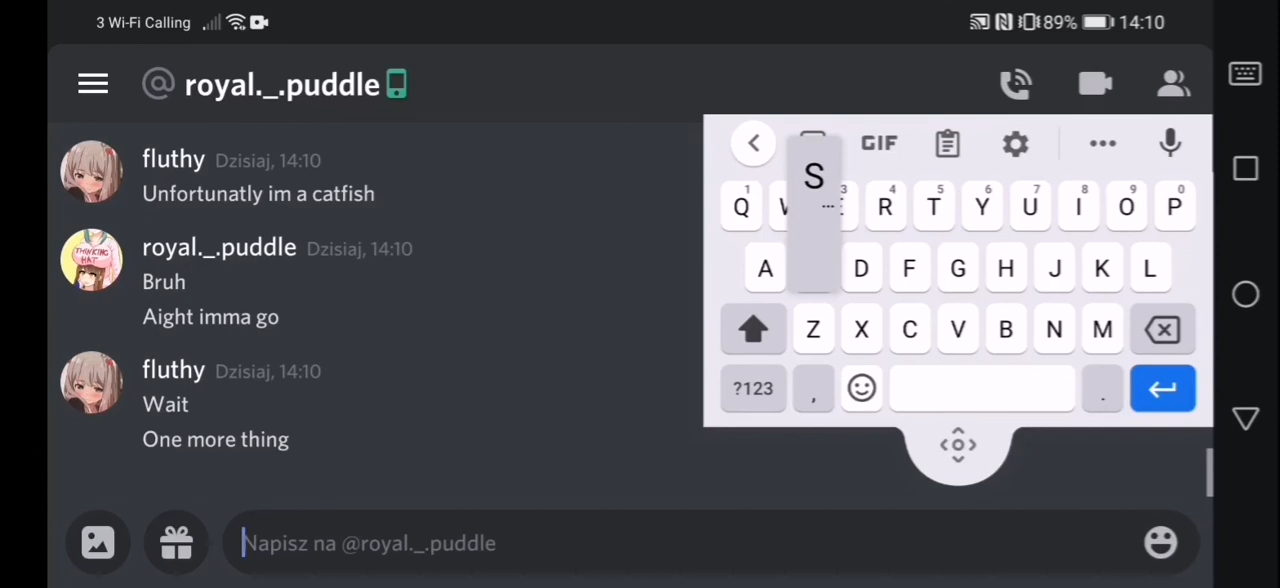 3 Wi-Fi Calling
89% 14:10
@ royal._.puddle
fluthy Dzisiaj, 14:10
Unfortunatly im a catfish
THINKING HAT
royal._.puddle Dzisiaj, 14:10
Bruh
Aight imma go
fluthy Dzisiaj, 14:10
Wait
One more thing
Napisz na @royal._.puddle
GIF
S
1 3 4 5 6 7 8 9 0
Q W E R T Y U I O P
A D F G H J K L
Z X C V B N M
?123 , .